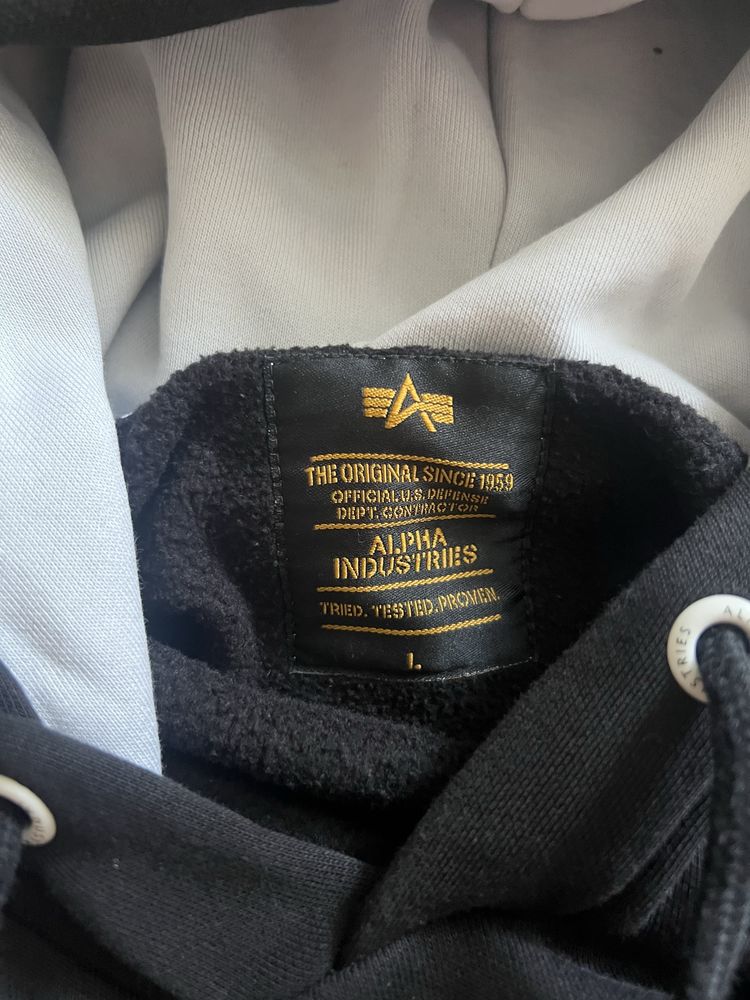 THE ORIGINAL SINCE 1959
OFFICIAL U.S. DEFENSE
DEPT. CONTRACTOR
ALPHA
INDUSTRIES
TRIED. TESTED. PROVEN.
L